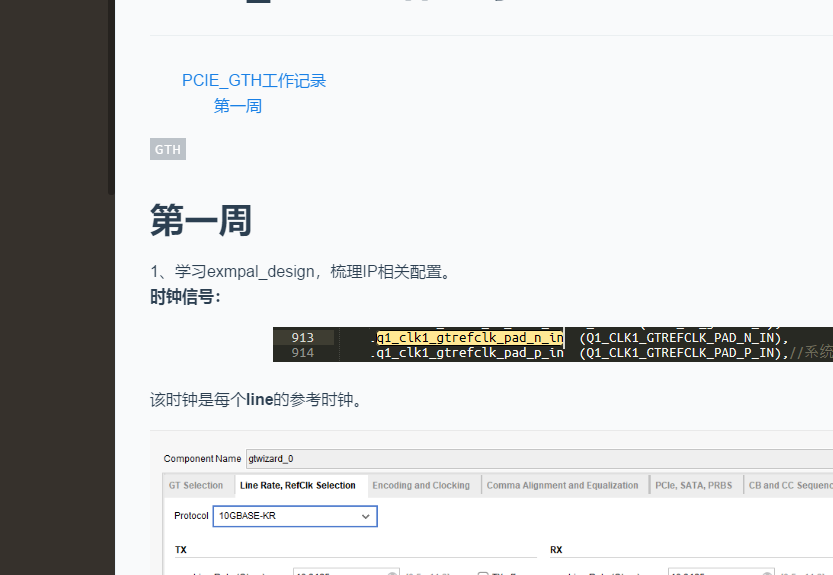 PCIE_GTH工作记录
第一周
GTH
第一周
1、学习exmpal_design，梳理IP相关配置。
时钟信号：
913 .q1_clk1_gtrefclk_pad_n_in (Q1_CLK1_GTREFCLK_PAD_N_IN),
914 .q1_clk1_gtrefclk_pad_p_in (Q1_CLK1_GTREFCLK_PAD_P_IN),//系统
该时钟是每个line的参考时钟。
Component Name gtwizard_0
GT Selection Line Rate, RefClk Selection Encoding and Clocking Comma Alignment and Equalization PCIe, SATA, PRBS CB and CC Sequenc
Protocol 10GBASE-KR
TX RX